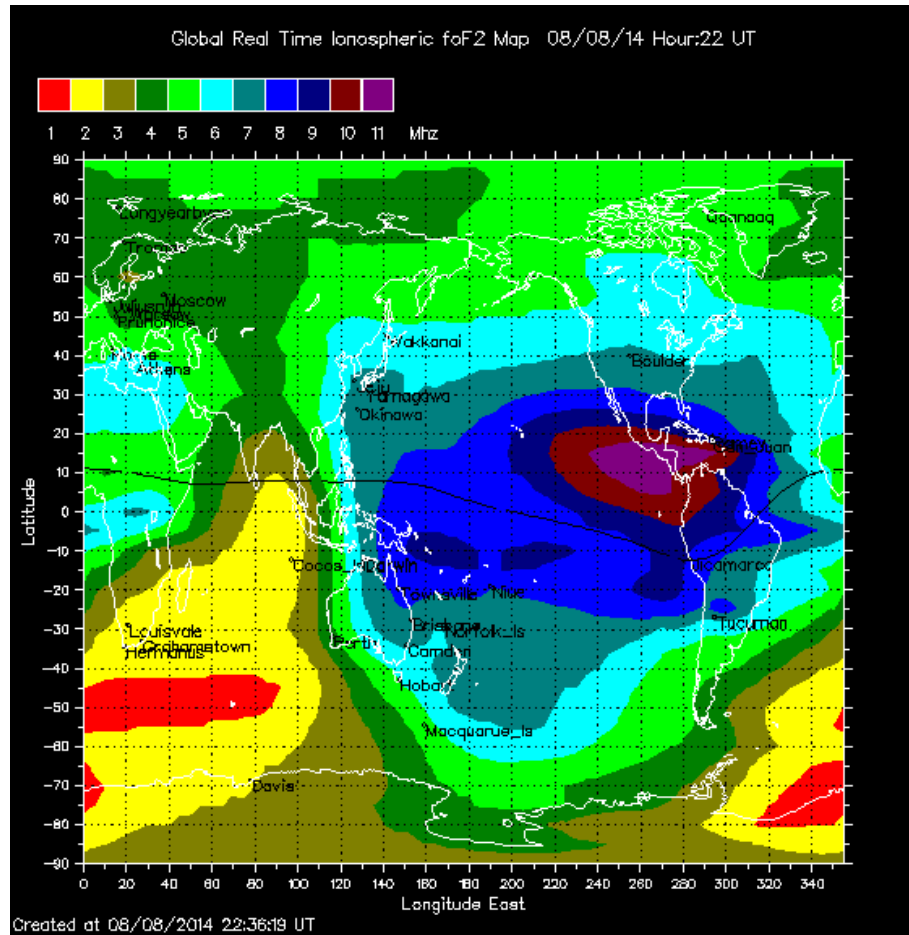 Global Real Time Ionospheric foF2 Map 08/08/14 Hour:22 UT
1 2 3 4 5 6 7 8 9 10 11 Mhz
90
80
70
60
50
40
30
20
10
0
-10
-20
-30
-40
-50
-60
-70
-80
-90
Latitude
Qaanaaq
Moscow
Wakkanai
Athens
Boulder
Yamagawa
Okinawa
Juan
Cocos_Is
Darwin
Jicamarca
Townsville
Niue
Louisvale
Brisbane
Norfolk_Is
Tucuman
Grahamstown
Hermanus
Perth
Camden
Hobart
Macquarue_Is
Davis
0 20 40 60 80 100 120 140 160 180 200 220 240 260 280 300 320 340
Longitude East
Created at 08/08/2014 22:36:19 UT